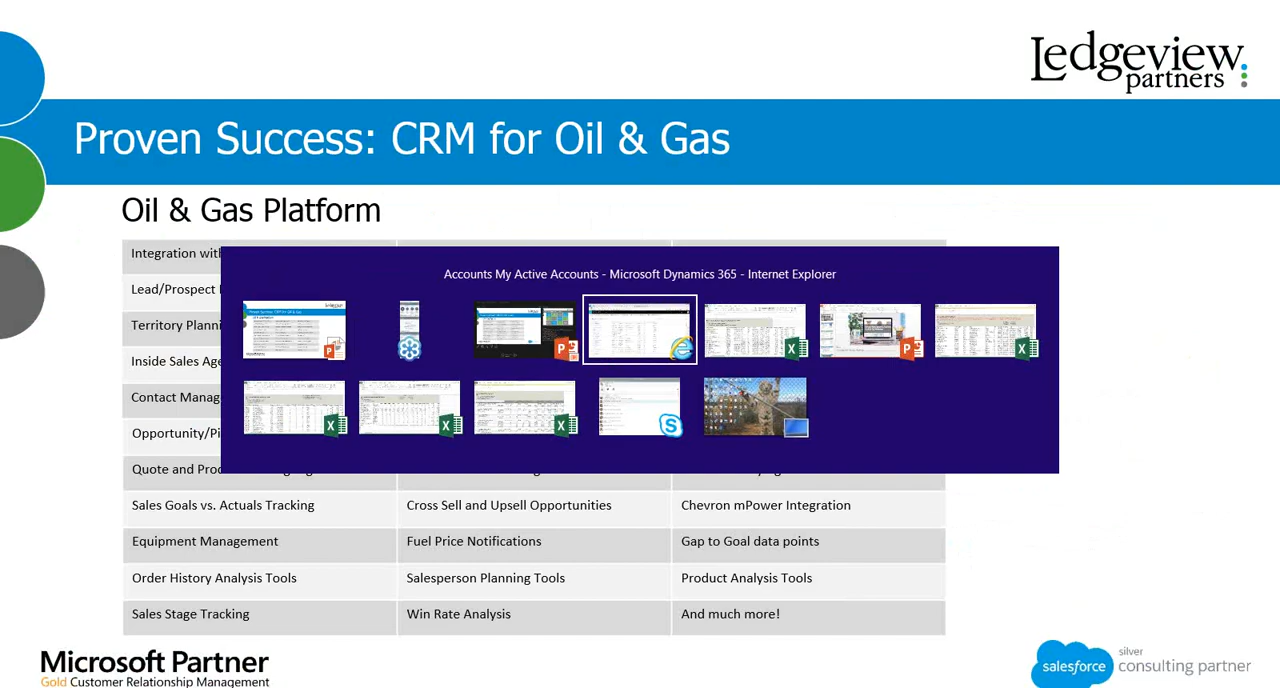 Ledgeview
partners
Proven Success: CRM for Oil & Gas
Oil & Gas Platform
Integration with
Lead/Prospect
Territory Planni
Inside Sales Age
Contact Manag
Opportunity/Pi
Quote and Prod
Accounts My Active Accounts - Microsoft Dynamics 365 - Internet Explorer
Sales Goals vs. Actuals Tracking
Cross Sell and Upsell Opportunities
Chevron mPower Integration
Equipment Management
Fuel Price Notifications
Gap to Goal data points
Order History Analysis Tools
Salesperson Planning Tools
Product Analysis Tools
Sales Stage Tracking
Win Rate Analysis
And much more!
Microsoft Partner
Gold Customer Relationship Management
salesforce
silver
consulting partner